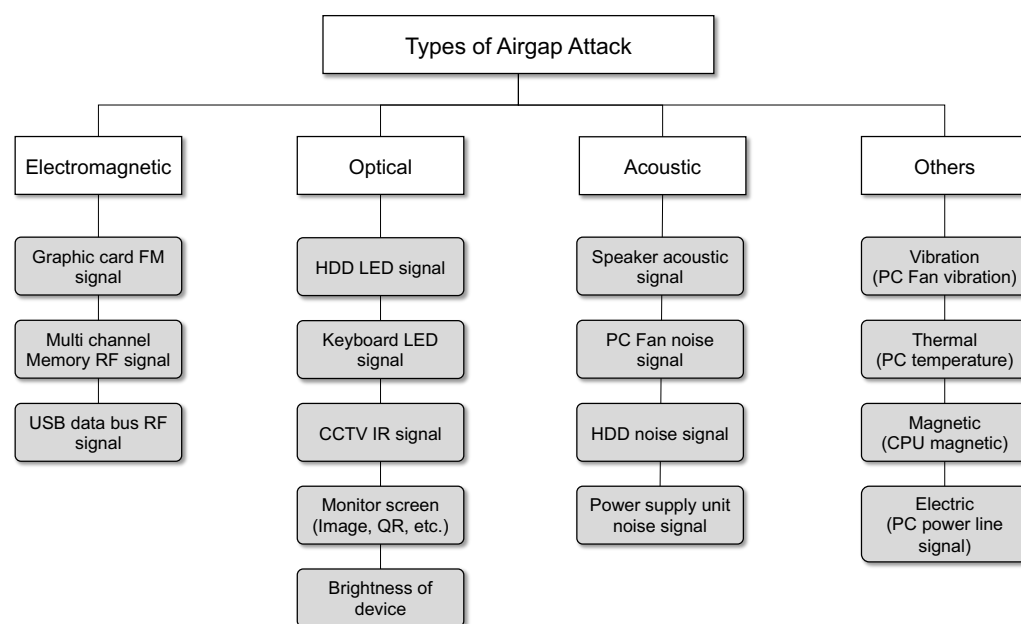 Types of Airgap Attack
Electromagnetic
Graphic card FM
signal
Multi channel
Memory RF signal
USB data bus RF
signal
Optical
HDD LED signal
Keyboard LED
signal
CCTV IR signal
Monitor screen
(Image, QR, etc.)
Brightness of
device
Acoustic
Speaker acoustic
signal
PC Fan noise
signal
HDD noise signal
Power supply unit
noise signal
Others
Vibration
(PC Fan vibration)
Thermal
(PC temperature)
Magnetic
(CPU magnetic)
Electric
(PC power line
signal)